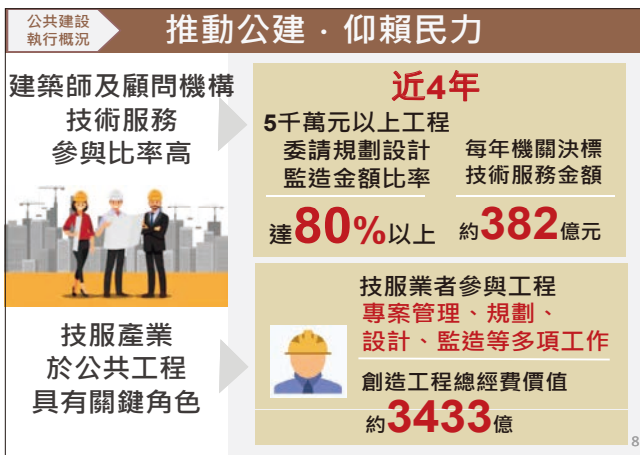 公共建設
執行概況
推動公建．仰賴民力
建築師及顧問機構
技術服務
參與比率高
近4年
5千萬元以上工程
委請規劃設計
監造金額比率
達80%以上
每年機關決標
技術服務金額
約382億元
技服產業
於公共工程
具有關鍵角色
技服業者參與工程
專案管理、規劃、
設計、監造等多項工作
創造工程總經費價值
約3433億
8